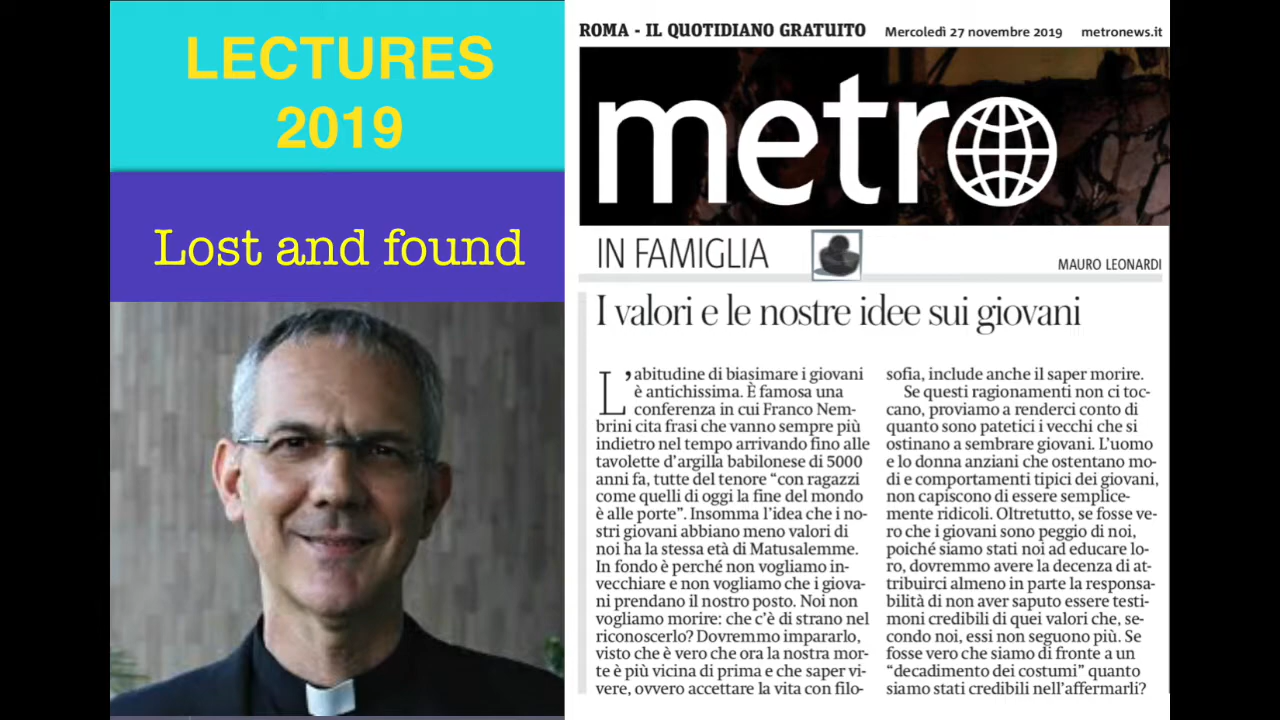 LECTURES
2019
Lost and found
ROMA - IL QUOTIDIANO GRATUITO Mercoledì 27 novembre 2019 metronews.it
metro
IN FAMIGLIA
MAURO LEONARDI
I valori e le nostre idee sui giovani
L'abitudine di biasimare i giovani
è antichissima. È famosa una
conferenza in cui Franco Nem-
brini cita frasi che vanno sempre più
indietro nel tempo arrivando fino alle
tavolette d'argilla babilonese di 5000
anni fa, tutte del tenore “con ragazzi
come quelli di oggi la fine del mondo
è alle porte”. Insomma l'idea che i no-
stri giovani abbiano meno valori di
noi ha la stessa età di Matusalemme.
In fondo è perché non vogliamo in-
vecchiare e non vogliamo che i giova-
ni prendano il nostro posto. Noi non
vogliamo morire: che c'è di strano nel
riconoscerlo? Dovremmo impararlo,
visto che è vero che ora la nostra mor-
te è più vicina di prima e che saper vi-
vere, ovvero accettare la vita con filo-
sofia, include anche il saper morire.
Se questi ragionamenti non ci toc-
cano, proviamo a renderci conto di
quanto sono patetici i vecchi che si
ostinano a sembrare giovani. L'uomo
e lo donna anziani che ostentano mo-
di e comportamenti tipici dei giovani,
non capiscono di essere semplice-
mente ridicoli. Oltretutto, se fosse ve-
ro che i giovani sono peggio di noi,
poiché siamo stati noi ad educare lo-
ro, dovremmo avere la decenza di at-
tribuirci almeno in parte la responsa-
bilità di non aver saputo essere testi-
moni credibili di quei valori che, se-
condo noi, essi non seguono più. Se
fosse vero che siamo di fronte a un
“decadimento dei costumi” quanto
siamo stati credibili nell'affermarli?